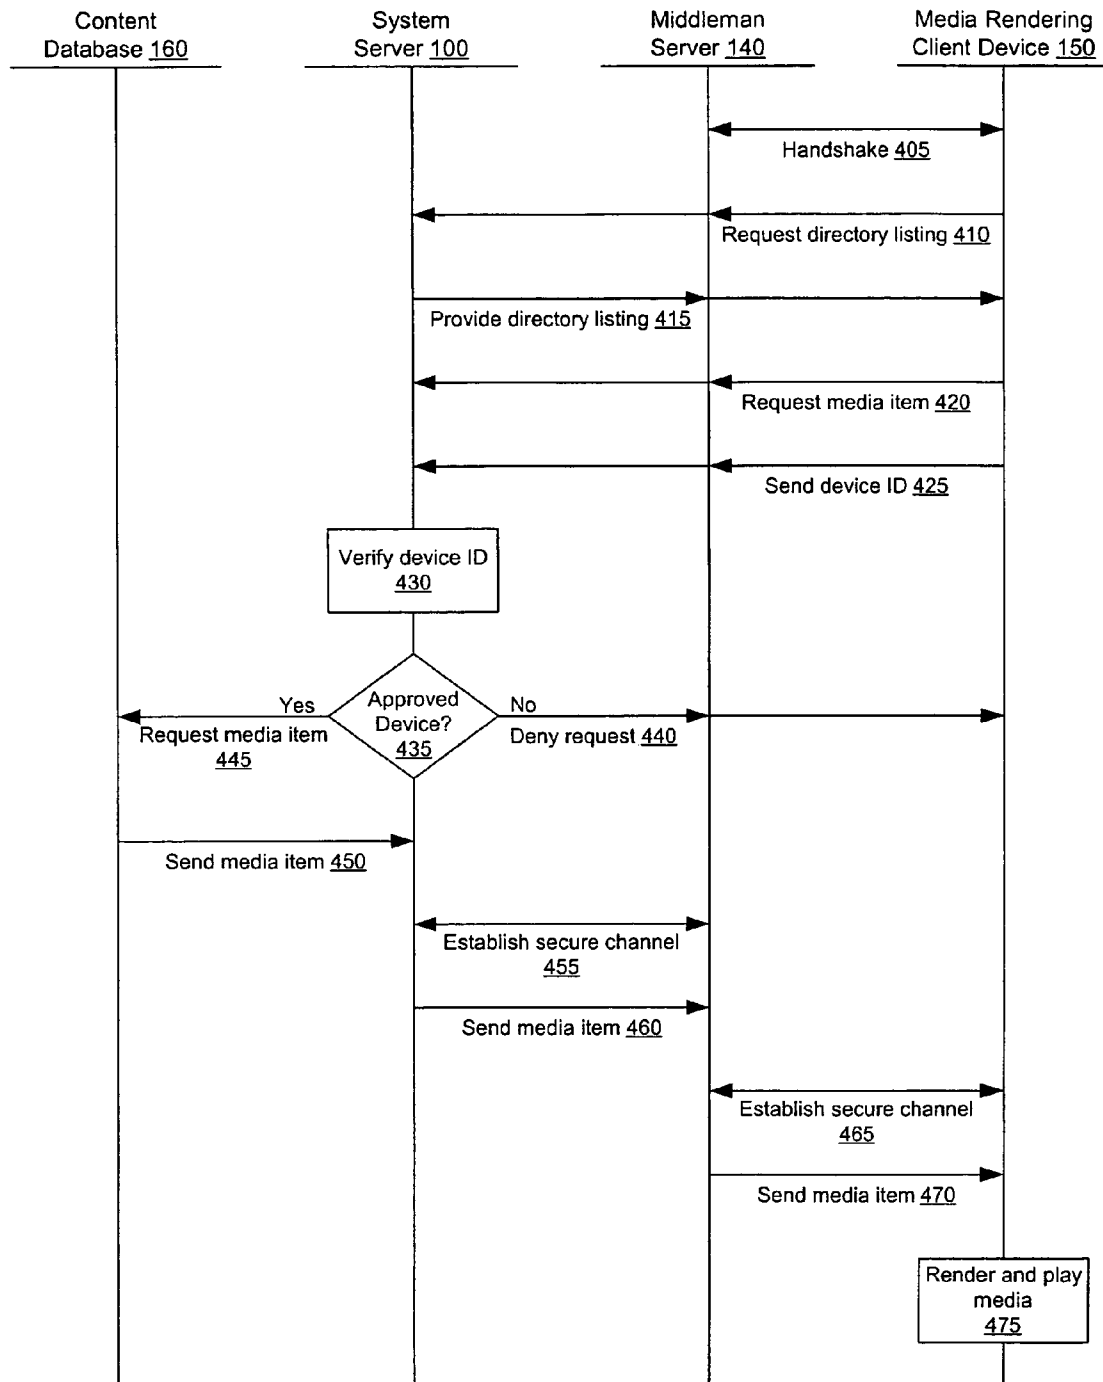 Content
Database 160
System
Server 100
Middleman
Server 140
Media Rendering
Client Device 150
Handshake 405
Request directory listing 410
Provide directory listing 415
Request media item 420
Send device ID 425
Verify device ID
430
Yes
Approved
Device?
435
No
Request media item
445
Deny request 440
Send media item 450
Establish secure channel
455
Send media item 460
Establish secure channel
465
Send media item 470
Render and play
media
475